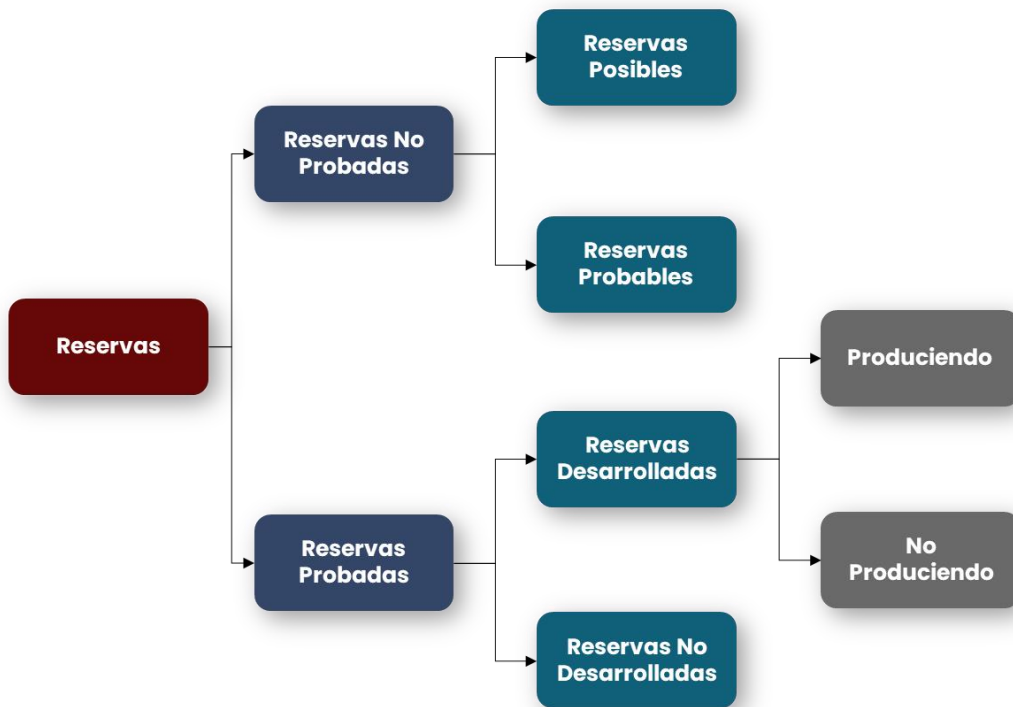 Reservas
Posibles
Reservas No
Probadas
Reservas
Probables
Reservas
Produciendo
Reservas
Desarrolladas
No
Produciendo
Reservas
Probadas
Reservas No
Desarrolladas